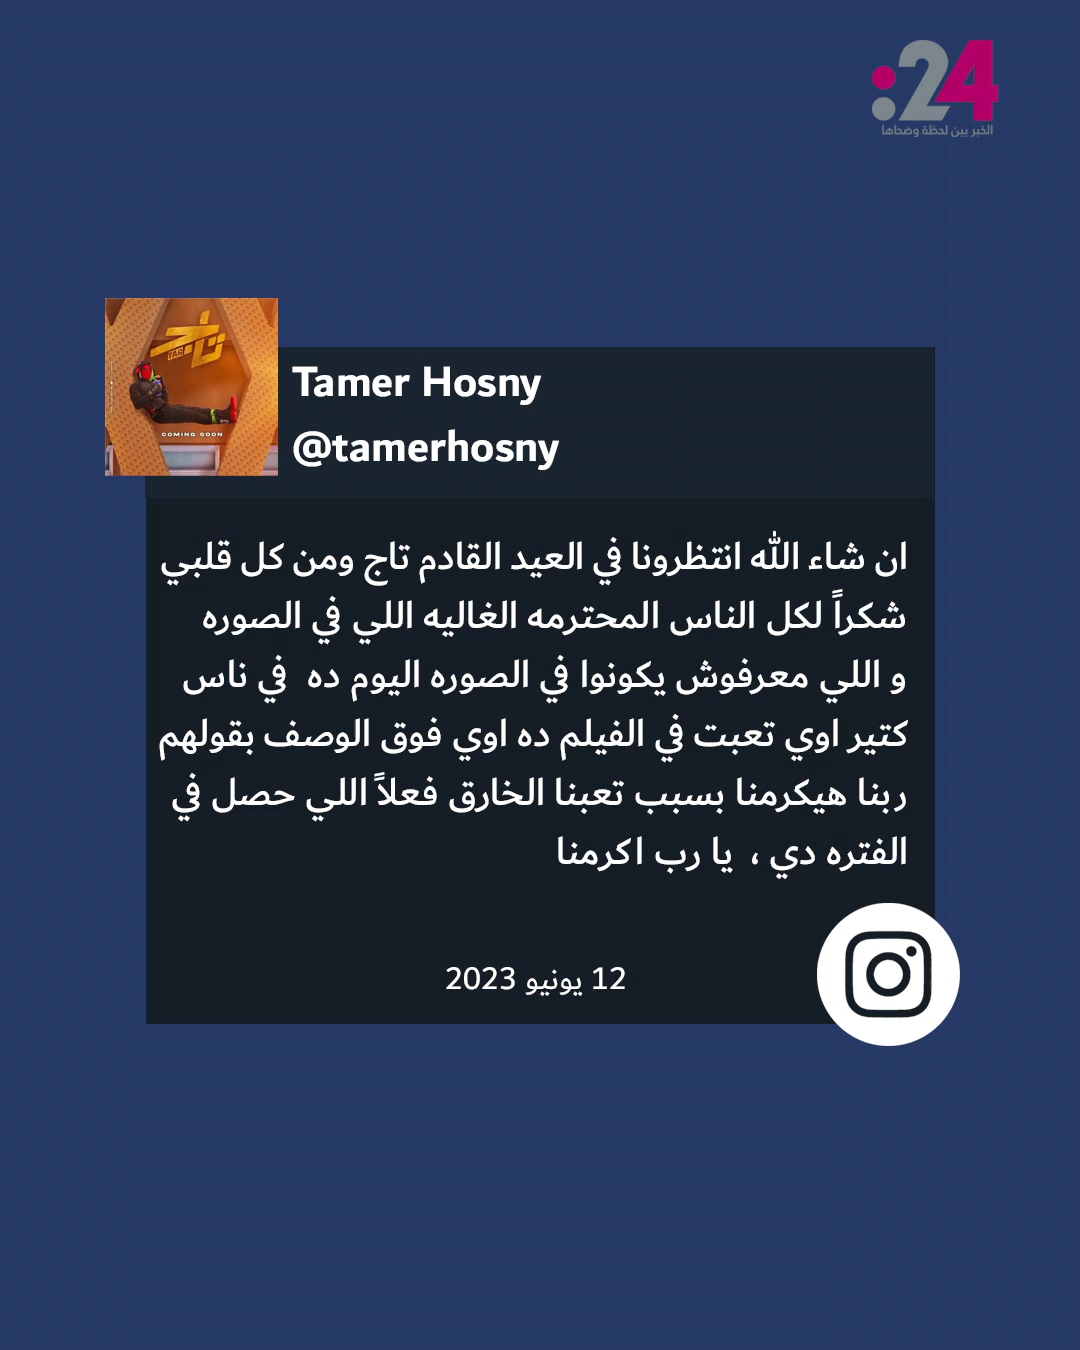 :24
الخبر بين لحظة وضحاها
تاج
TAG
COMING SOON
Tamer Hosny
@tamerhosny
ان شاء الله انتظرونا في العيد القادم تاج ومن كل قلبي
شكراً لكل الناس المحترمه الغاليه اللي في الصوره
و اللي معرفوش يكونوا في الصوره اليوم ده في ناس
كتير اوي تعبت في الفيلم ده اوي فوق الوصف بقولهم
ربنا هيكرمنا بسبب تعبنا الخارق فعلاً اللي حصل في
الفتره دي ، يا رب اكرمنا
12 يونيو 2023